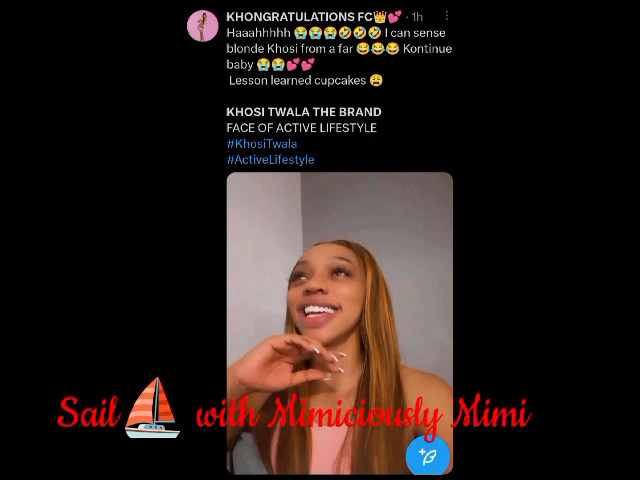 KHONGRATULATIONS FC👑💕 · 1h
Haaahhhhh 😭😭😭🤣🤣🤣 I can sense
blonde Khosi from a far 😂😂😂 Kontinue
baby 😭😭💕💕
Lesson learned cupcakes 😩
KHOSI TWALA THE BRAND
FACE OF ACTIVE LIFESTYLE
#KhosiTwala
#ActiveLifestyle
Sail ⛵ with Mimiciously Mimi